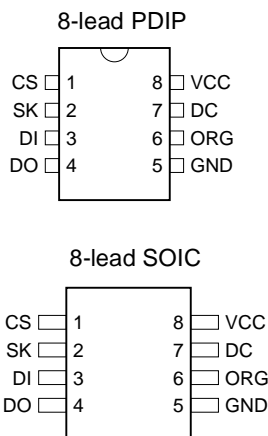 8-lead PDIP
CS 1 8 VCC
SK 2 7 DC
DI 3 6 ORG
DO 4 5 GND
8-lead SOIC
CS 1 8 VCC
SK 2 7 DC
DI 3 6 ORG
DO 4 5 GND